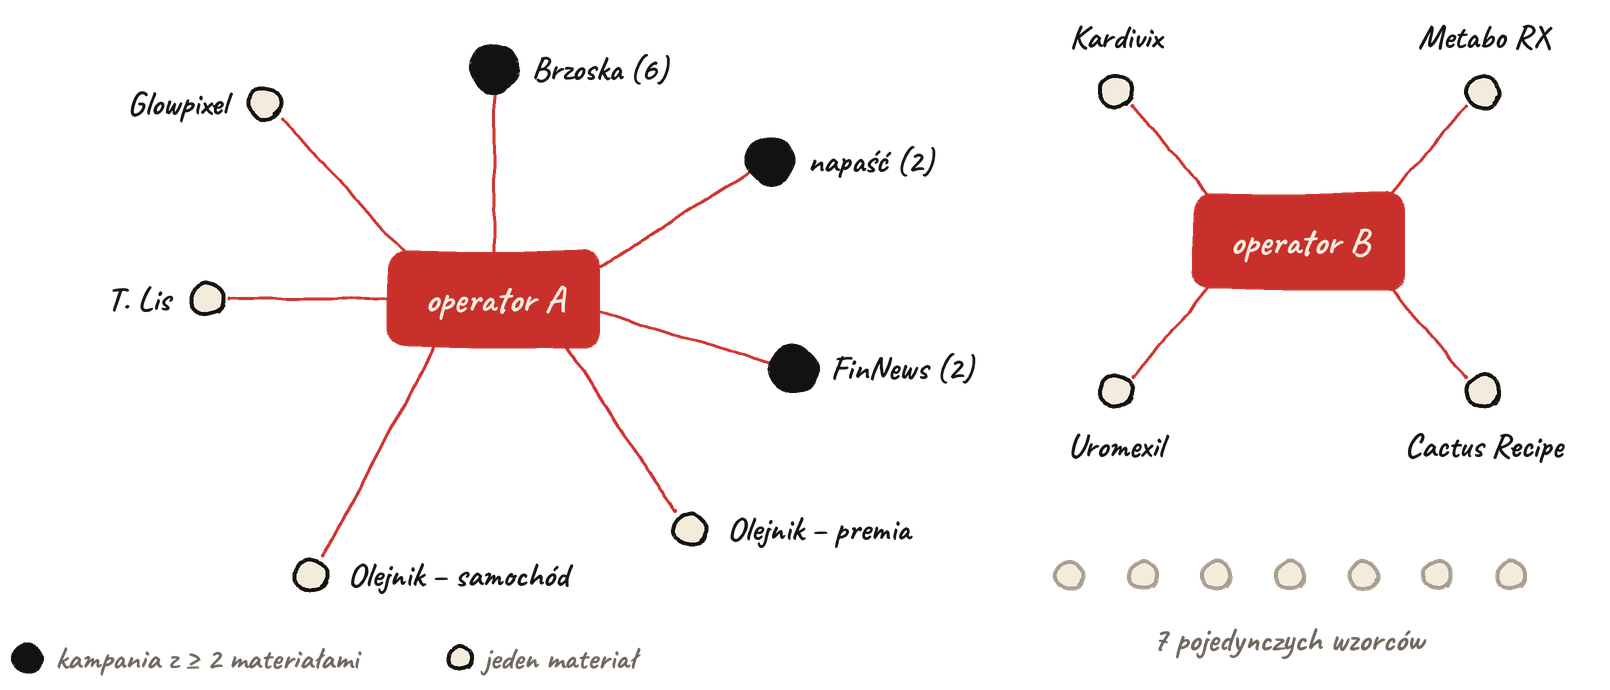 Kardivix
Metabo RX
Brzoska (6)
Glowpixel
napaść (2)
operator B
T. Lis
operator A
FinNews (2)
Uromexil
Cactus Recipe
Olejnik – premia
Olejnik – samochód
7 pojedynczych wzorców
kampania z ≥ 2 materiałami
jeden materiał